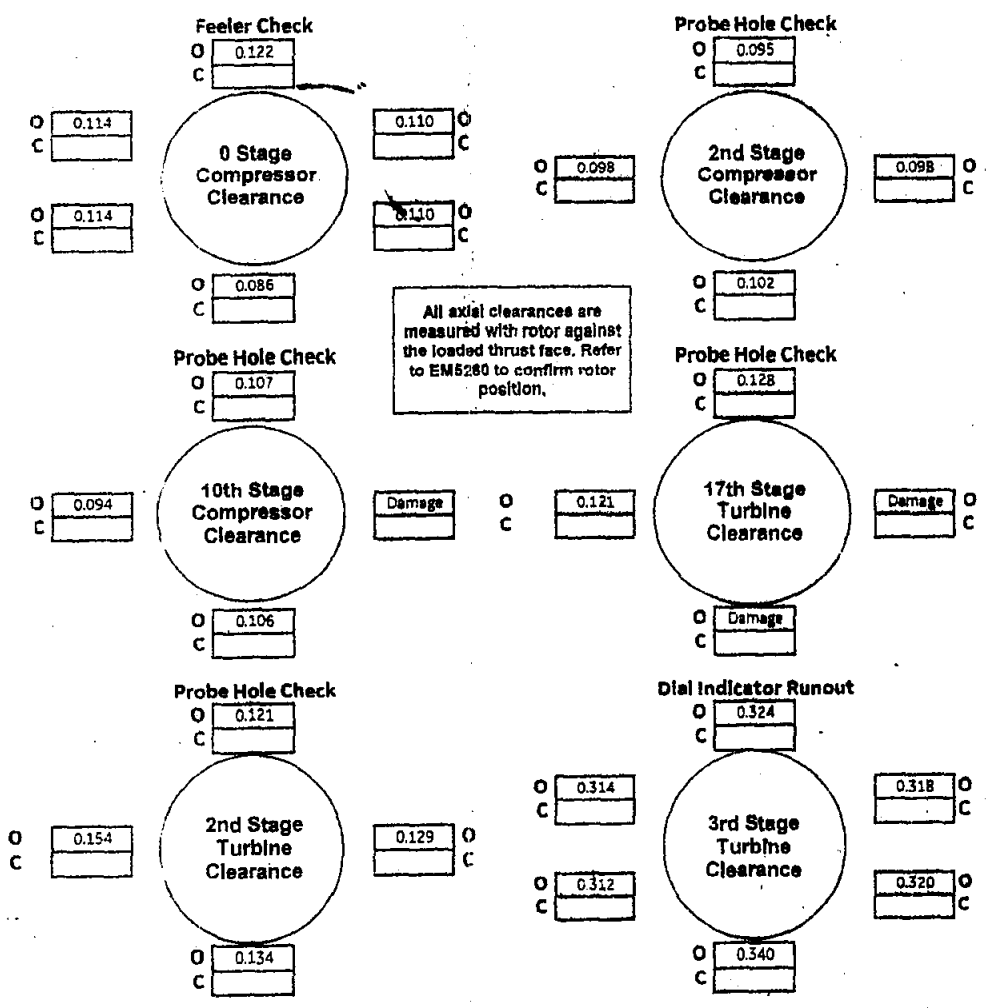 Feeler Check
O 0.122
C
O 0.114
C
0.110 O
C
0 Stage
Compressor
Clearance
O 0.114
C
0.110 O
C
O 0.086
C
Probe Hole Check
O 0.095
C
O 0.098
C
2nd Stage
Compressor
Clearance
0.098 O
C
O 0.102
C
All axial clearances are
measured with rotor against
the loaded thrust face. Refer
to EM5280 to confirm rotor
position.
Probe Hole Check
O 0.107
C
O 0.094
C
10th Stage
Compressor
Clearance
Damage
O 0.106
C
Probe Hole Check
O 0.128
C
O 0.121
C
17th Stage
Turbine
Clearance
Damage O
C
O Damage
C
Probe Hole Check
O 0.121
C
O 0.154
C
2nd Stage
Turbine
Clearance
0.129 O
C
O 0.134
C
Dial Indicator Runout
O 0.324
C
O 0.314
C
0.318 O
C
3rd Stage
Turbine
Clearance
O 0.312
C
0.320 O
C
O 0.340
C